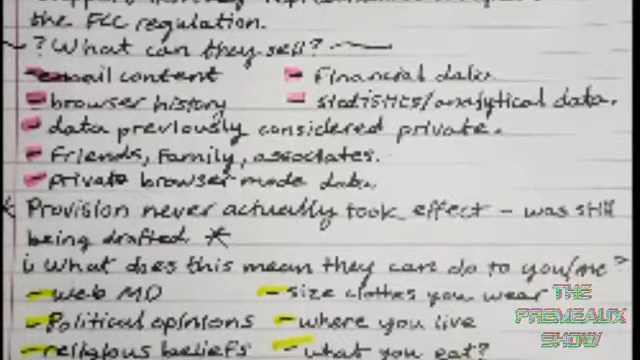 the FCC regulation.
? What can they sell?
- email content
- Financial data
- browser history
- statistics/analytical data.
- data previously considered private.
- Friends, Family, associates.
- private browser mode data.
* Provision never actually took effect - was still
being drafted *
What does this mean they can do to you/me?
- Web MD
- size clothes you wear
- Political opinions
- where you live
- religious beliefs
- what you eat?
THE
PREMEAUX
SHOW